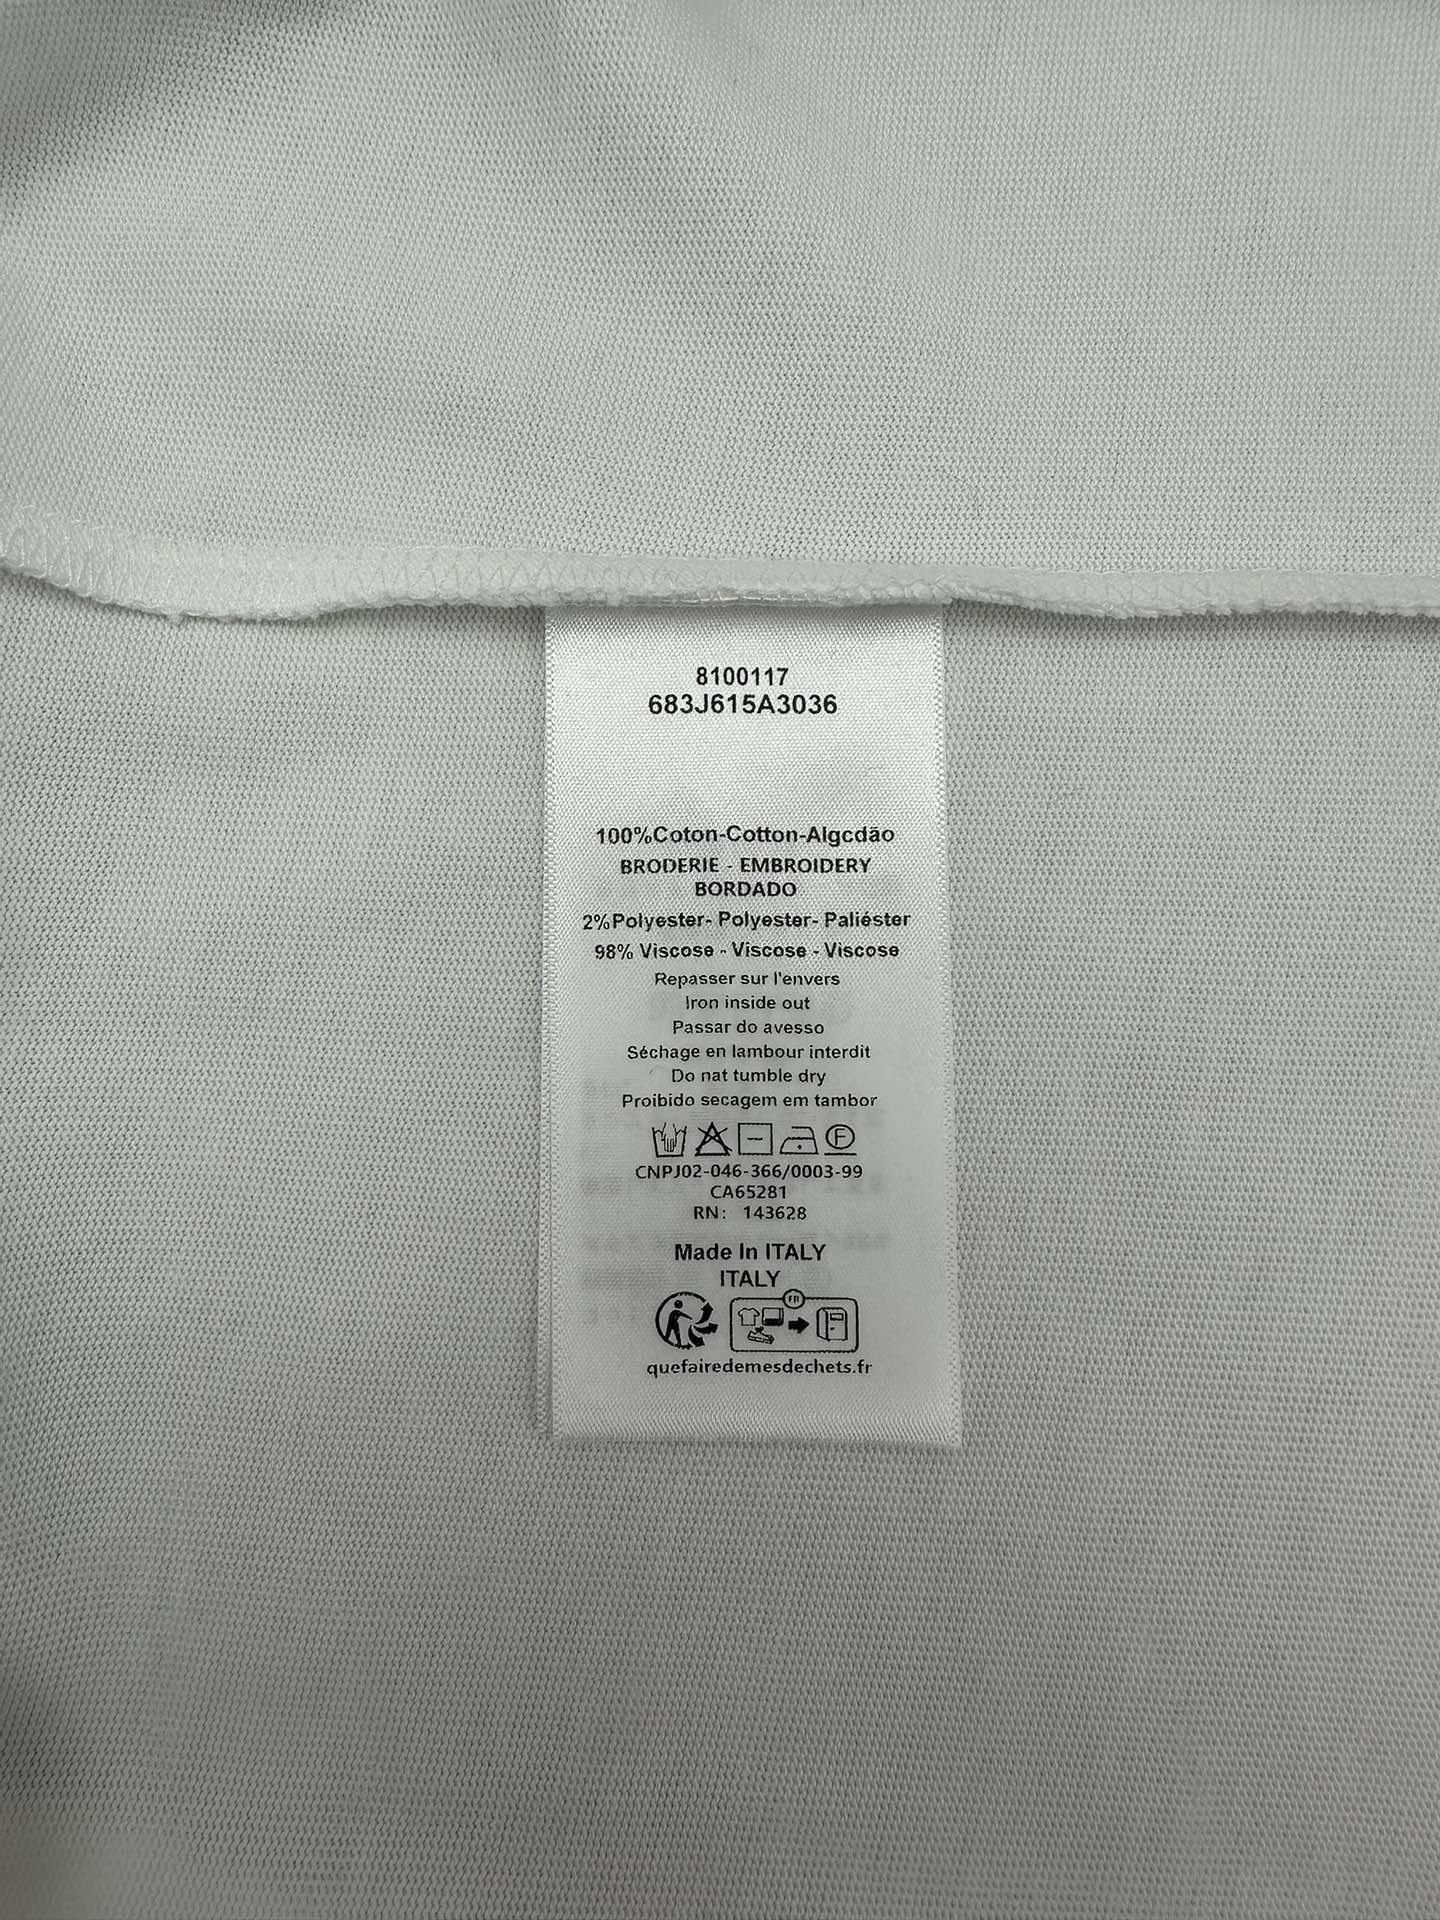 8100117
683J615A3036
100%Coton-Cotton-Algcdão
BRODERIE - EMBROIDERY
BORDADO
2%Polyester- Polyester- Paliéster
98% Viscose - Viscose - Viscose
Repasser sur l'envers
Iron inside out
Passar do avesso
Séchage en lambour interdit
Do nat tumble dry
Proibido secagem em tambor
F
CNPJ02-046-366/0003-99
CA65281
RN: 143628
Made In ITALY
ITALY
FR
quefairedemesdechets.fr